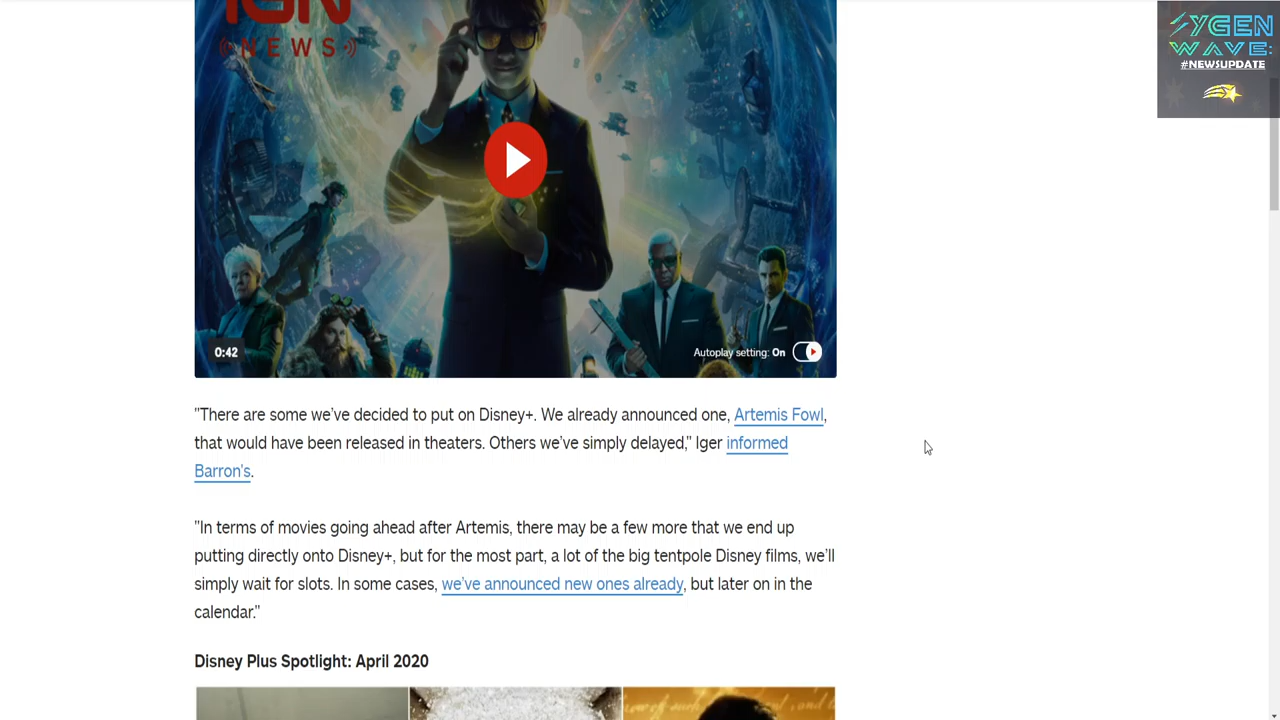 IGN
NEWS
SYGEN
WAVE:
#NEWSUPDATE
0:42
Autoplay setting: On
"There are some we’ve decided to put on Disney+. We already announced one, Artemis Fowl,
that would have been released in theaters. Others we’ve simply delayed," Iger informed
Barron's.
"In terms of movies going ahead after Artemis, there may be a few more that we end up
putting directly onto Disney+, but for the most part, a lot of the big tentpole Disney films, we’ll
simply wait for slots. In some cases, we’ve announced new ones already, but later on in the
calendar."
Disney Plus Spotlight: April 2020